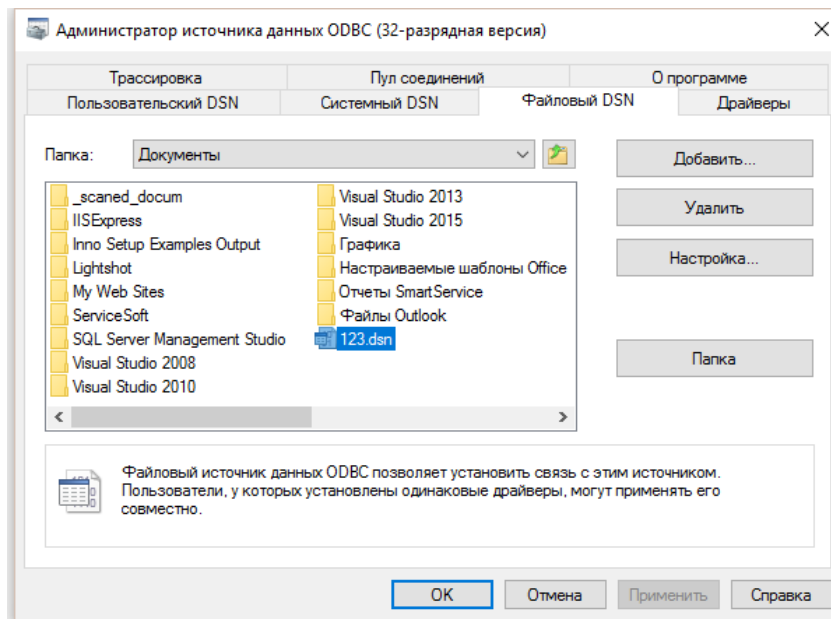 Администратор источника данных ODBC (32-разрядная версия)
Трассировка
Пул соединений
О программе
Пользовательский DSN
Системный DSN
Файловый DSN
Драйверы
Папка:
Документы
Добавить...
Удалить
Настройка...
Папка
_scaned_docum
IISExpress
Inno Setup Examples Output
Lightshot
My Web Sites
ServiceSoft
SQL Server Management Studio
Visual Studio 2008
Visual Studio 2010
Visual Studio 2013
Visual Studio 2015
Графика
Настраиваемые шаблоны Office
Отчеты SmartService
Файлы Outlook
123.dsn
Файловый источник данных ODBC позволяет установить связь с этим источником.
Пользователи, у которых установлены одинаковые драйверы, могут применять его
совместно.
OK
Отмена
Применить
Справка